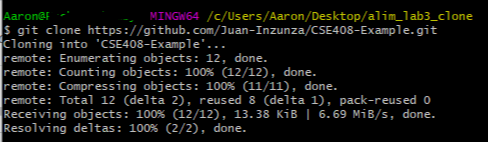 Aaron@ MINGW64 /c/Users/Aaron/Desktop/alim_lab3_clone
$ git clone https://github.com/Juan-Inzunza/CSE408-Example.git
Cloning into 'CSE408-Example'...
remote: Enumerating objects: 12, done.
remote: Counting objects: 100% (12/12), done.
remote: Compressing objects: 100% (11/11), done.
remote: Total 12 (delta 2), reused 8 (delta 1), pack-reused 0
Receiving objects: 100% (12/12), 13.38 KiB | 6.69 MiB/s, done.
Resolving deltas: 100% (2/2), done.